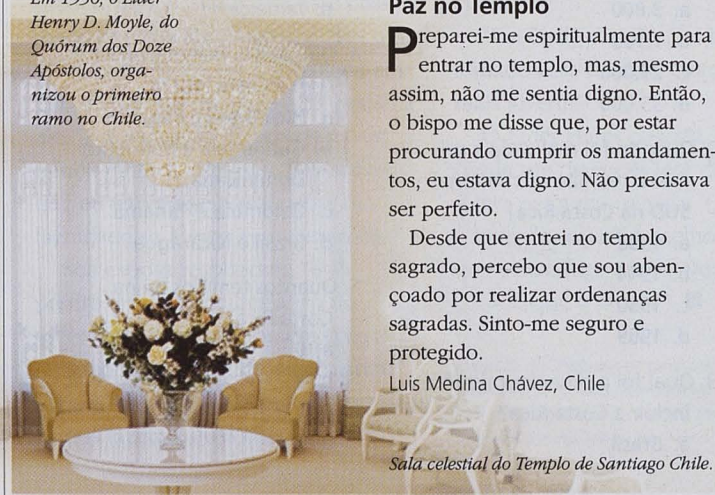 Em 1956, o Élder
Henry D. Moyle, do
Quórum dos Doze
Apóstolos, orga-
nizou o primeiro
ramo no Chile.
Paz no Templo
Preparei-me espiritualmente para
entrar no templo, mas, mesmo
assim, não me sentia digno. Então,
o bispo me disse que, por estar
procurando cumprir os mandamen-
tos, eu estava digno. Não precisava
ser perfeito.
Desde que entrei no templo
sagrado, percebo que sou aben-
çoado por realizar ordenanças
sagradas. Sinto-me seguro e
protegido.
Luis Medina Chávez, Chile
Sala celestial do Templo de Santiago Chile.